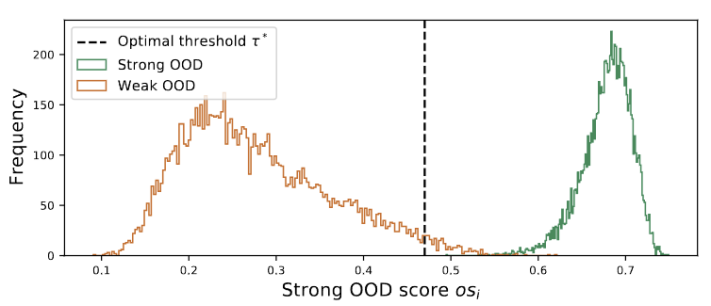 Optimal threshold τ*
Strong OOD
Weak OOD
Frequency
200
150
100
50
0
0.1 0.2 0.3 0.4 0.5 0.6 0.7
Strong OOD score os_i